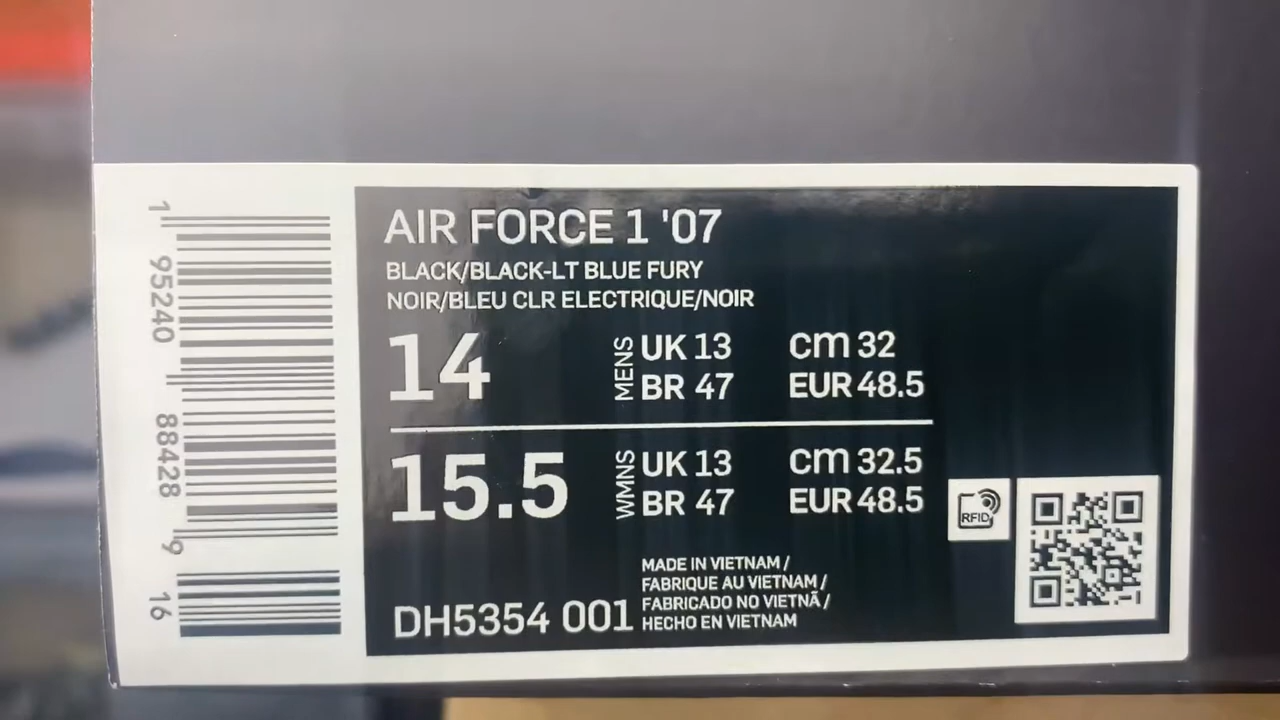 1 95240 88428 9 16
AIR FORCE 1 '07
BLACK/BLACK-LT BLUE FURY
NOIR/BLEU CLR ELECTRIQUE/NOIR
14 MENS UK 13 cm 32
BR 47 EUR 48.5
15.5 WMNS UK 13 cm 32.5
BR 47 EUR 48.5
RFID
MADE IN VIETNAM /
FABRIQUE AU VIETNAM /
FABRICADO NO VIETNÃ /
HECHO EN VIETNAM
DH5354 001